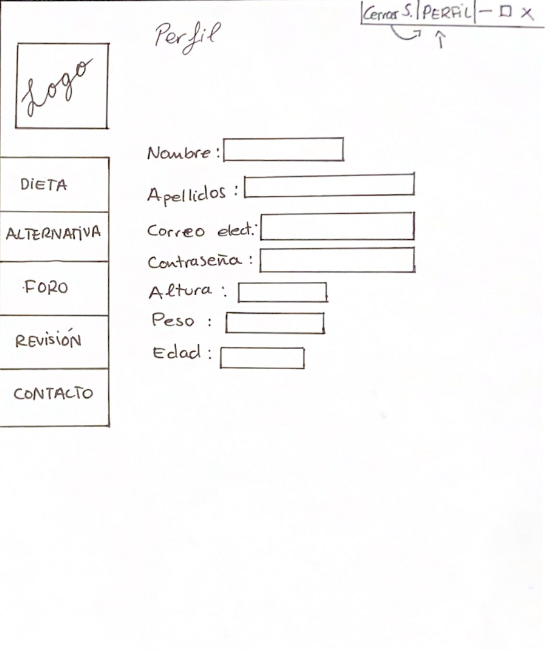 Cerrar S. PERFIL
Perfil
Logo
DIETA
ALTERNATIVA
FORO
REVISIÓN
CONTACTO
Nombre:
Apellidos:
Correo elect.:
Contraseña:
Altura:
Peso:
Edad: